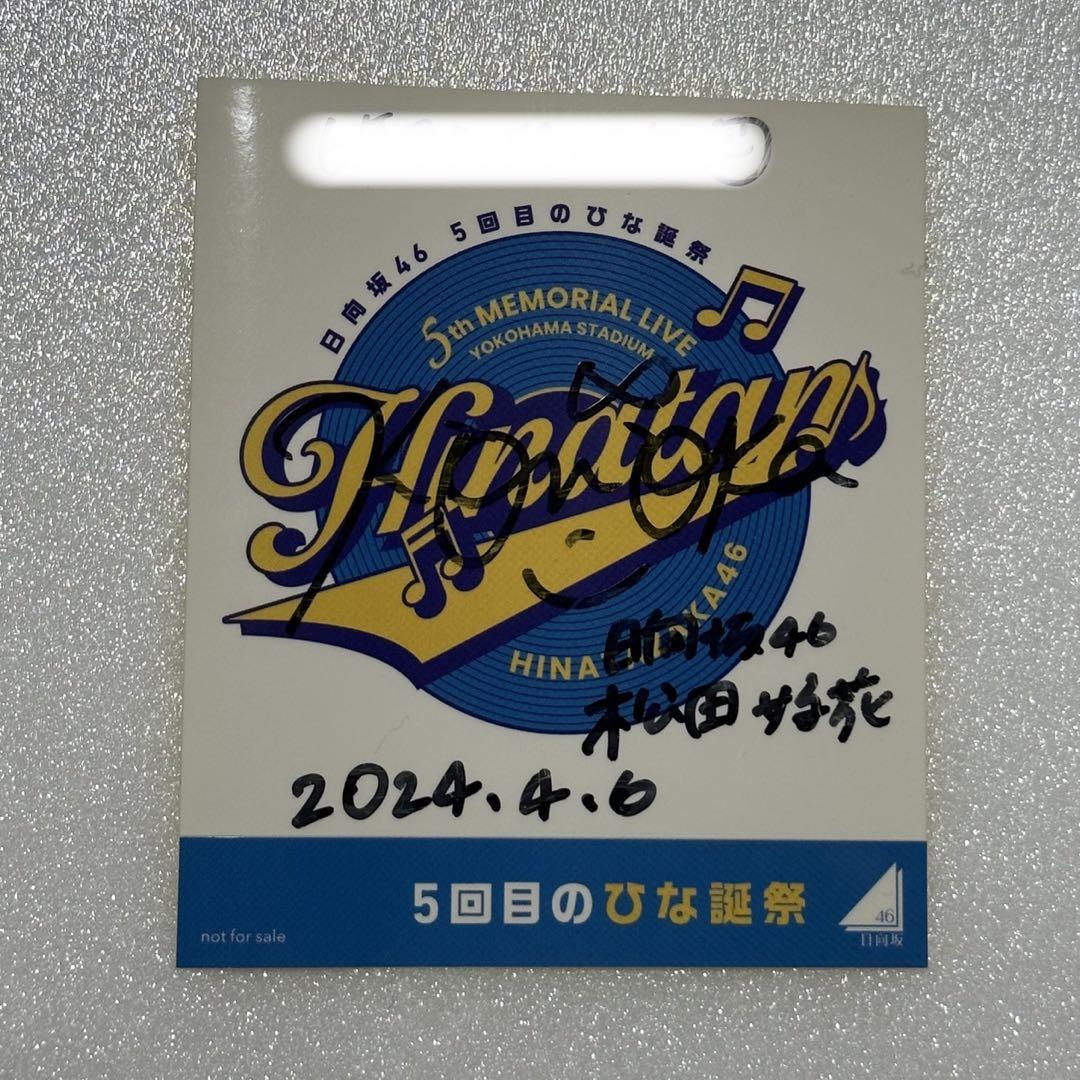 日向坂46 5回目のひな誕祭
5th MEMORIAL LIVE
YOKOHAMA STADIUM
Hinatan
Konoka
HINATAZAKA46
日向坂46
松田好花
2024.4.6
5回目のひな誕祭
not for sale
46
日向坂